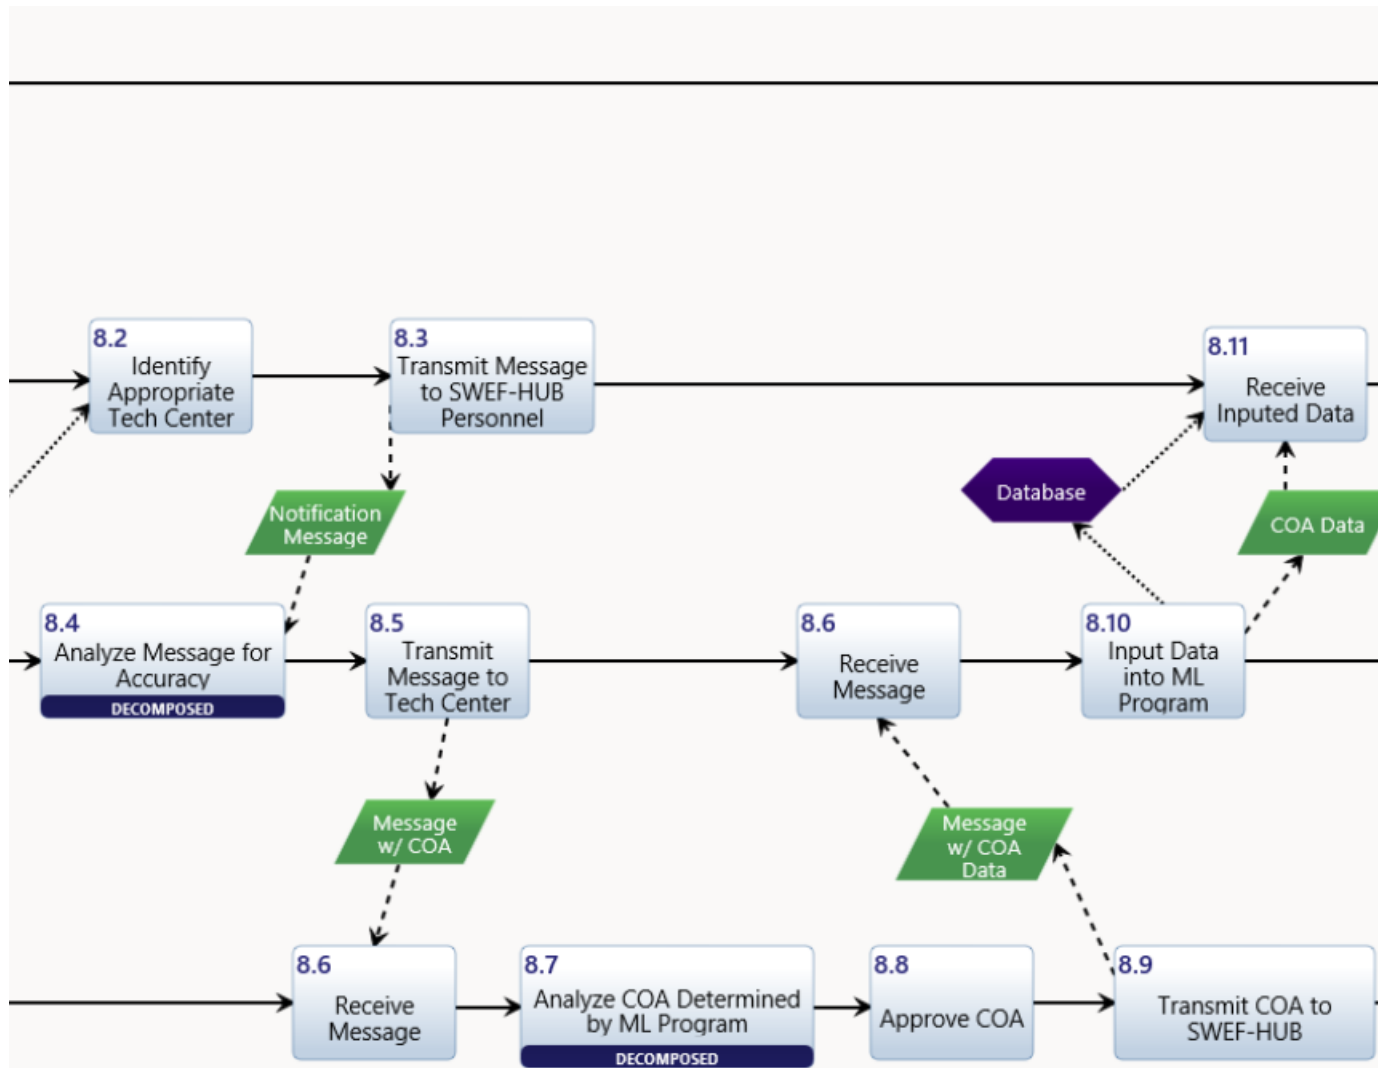 8.2
Identify
Appropriate
Tech Center
8.3
Transmit Message
to SWEF-HUB
Personnel
8.11
Receive
Inputed Data
Database
Notification
Message
COA Data
8.4
Analyze Message for
Accuracy
DECOMPOSED
8.5
Transmit
Message to
Tech Center
8.6
Receive
Message
8.10
Input Data
into ML
Program
Message
w/ COA
Message
w/ COA
Data
8.6
Receive
Message
8.7
Analyze COA Determined
by ML Program
DECOMPOSED
8.8
Approve COA
8.9
Transmit COA to
SWEF-HUB